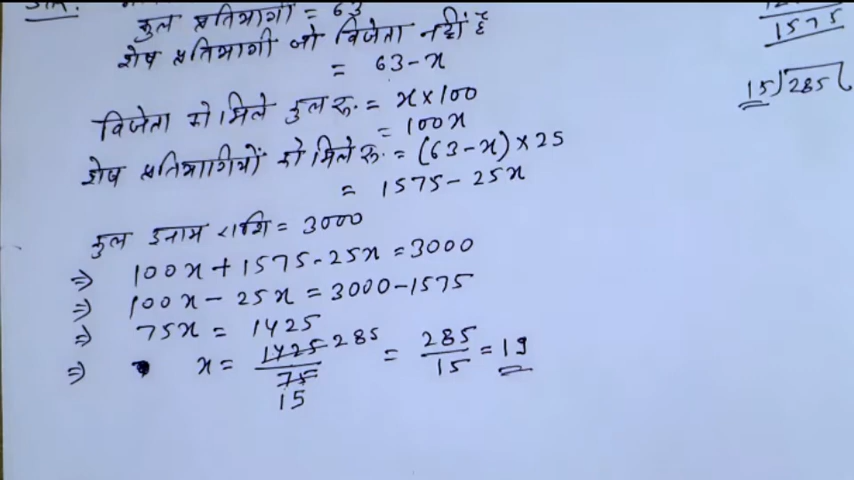 कुल प्रतिभागी = 63
शेष प्रतिभागी जो विजेता नहीं है
= 63-x
विजेता को मिले कुल रु. = x×100
= 100x
शेष प्रतिभागियों को मिले रु. = (63-x)×25
= 1575-25x
कुल इनाम राशि = 3000
⇒ 100x+1575-25x=3000
⇒ 100x-25x=3000-1575
⇒ 75x= 1425
⇒ x= 1425/75 285 = 285/15 =19
15
1575
15)285(